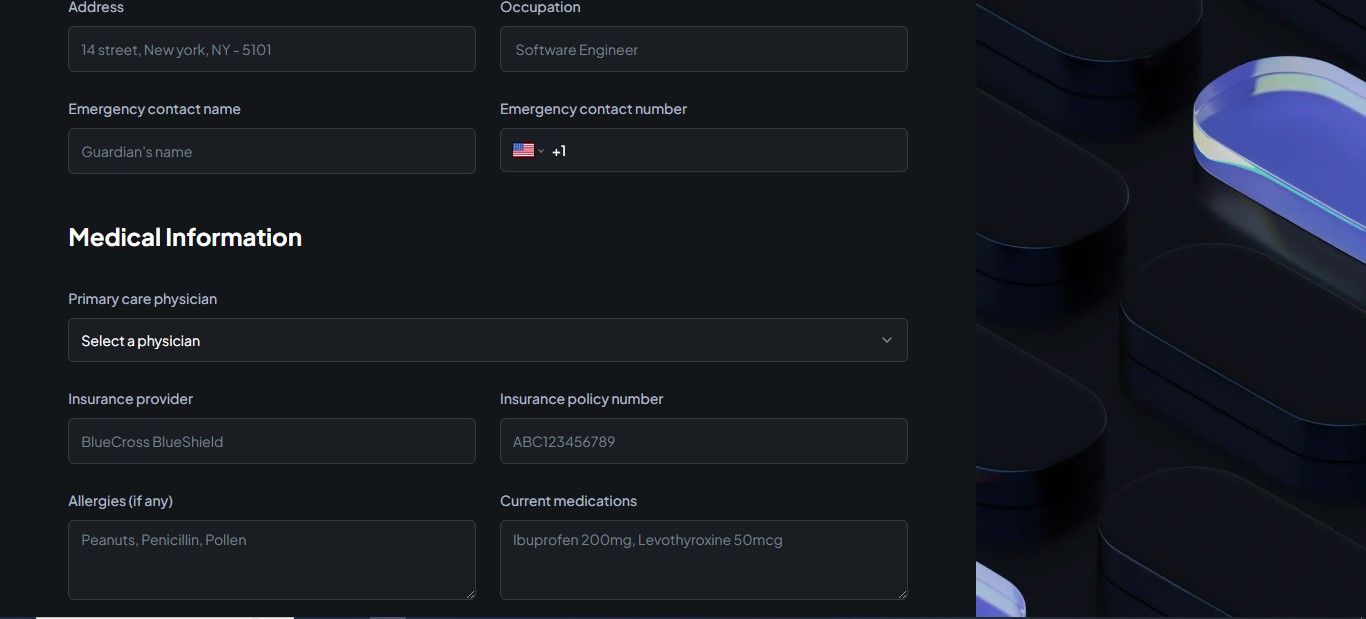 Address Occupation
14 street, New york, NY - 5101 Software Engineer
Emergency contact name Emergency contact number
Guardian's name +1
Medical Information
Primary care physician
Select a physician
Insurance provider Insurance policy number
BlueCross BlueShield ABC123456789
Allergies (if any) Current medications
Peanuts, Penicillin, Pollen Ibuprofen 200mg, Levothyroxine 50mcg